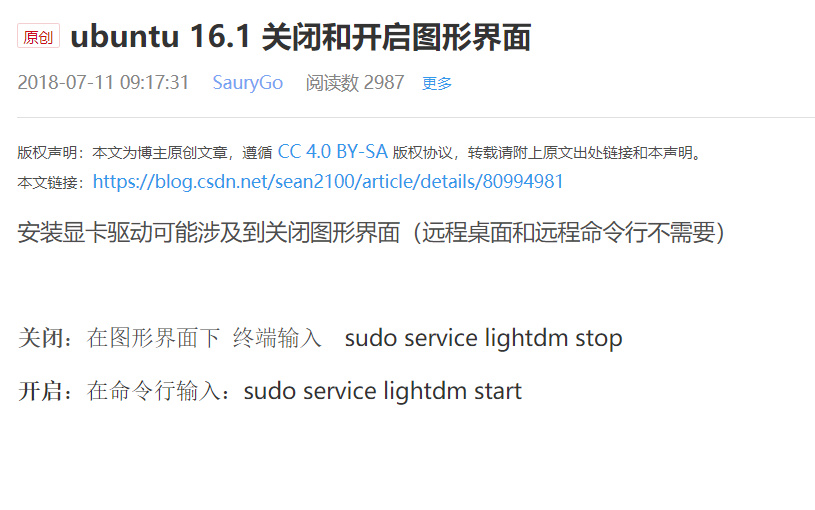 原创 ubuntu 16.1 关闭和开启图形界面
2018-07-11 09:17:31 SauryGo 阅读数 2987 更多
版权声明：本文为博主原创文章，遵循 CC 4.0 BY-SA 版权协议，转载请附上原文出处链接和本声明。
本文链接：https://blog.csdn.net/sean2100/article/details/80994981
安装显卡驱动可能涉及到关闭图形界面（远程桌面和远程命令行不需要）
关闭：在图形界面下 终端输入 sudo service lightdm stop
开启：在命令行输入：sudo service lightdm start